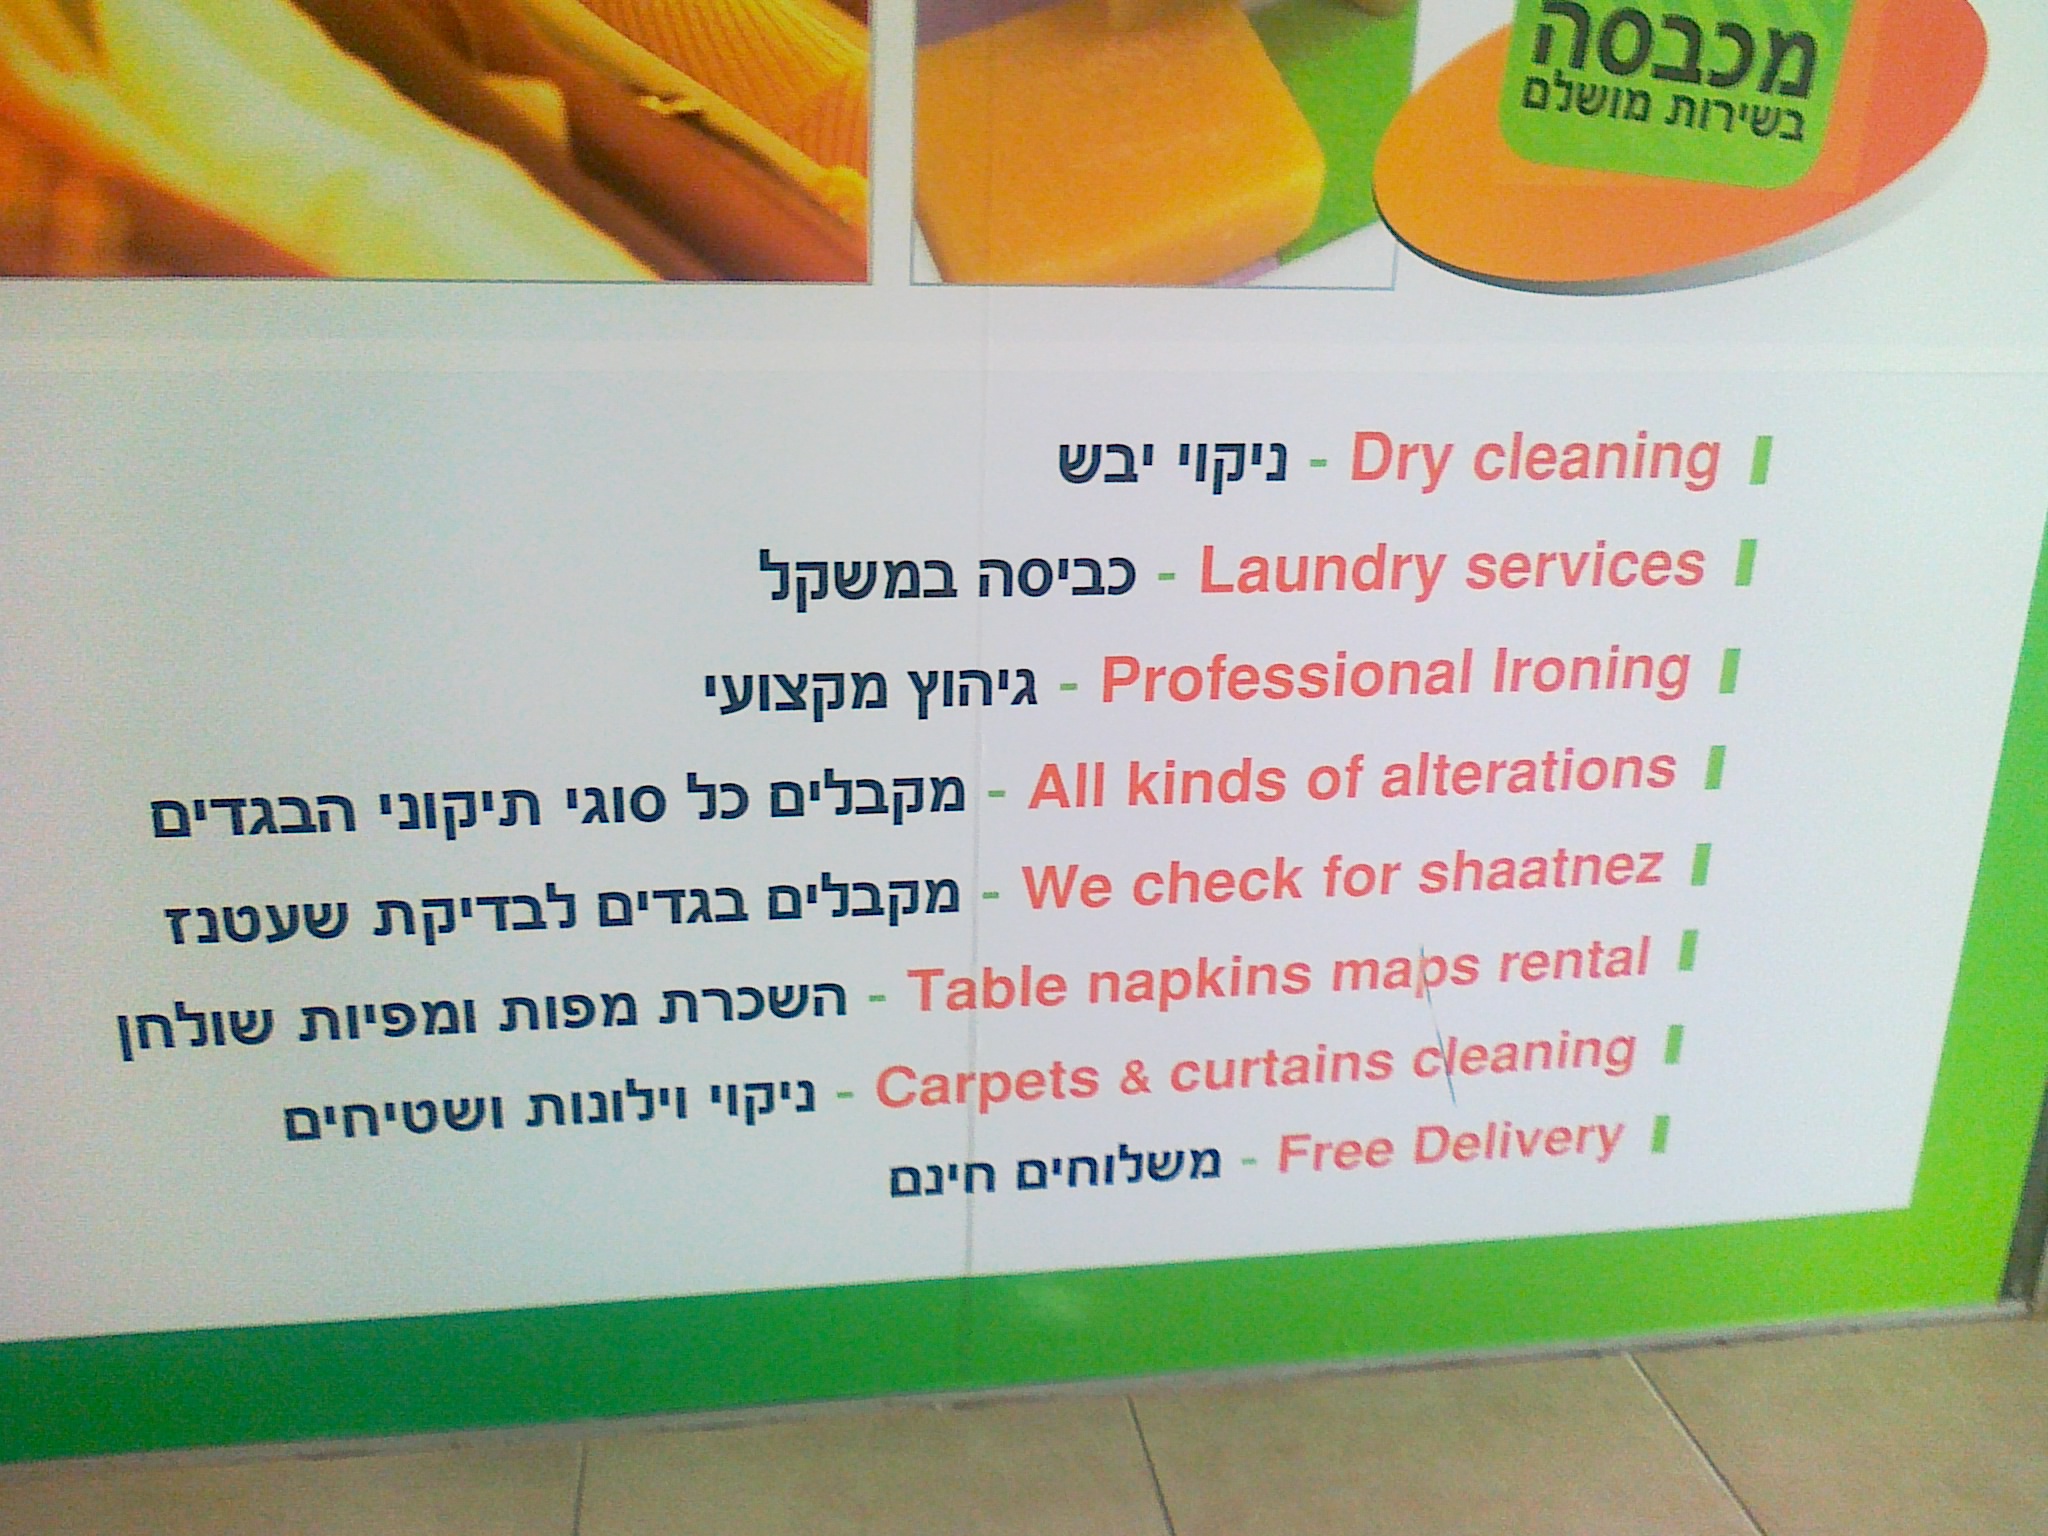 מכבסה
בשירות מושלם
Dry cleaning - ניקוי יבש
Laundry services - כביסה במשקל
Professional Ironing - גיהוץ מקצועי
All kinds of alterations - מקבלים כל סוגי תיקוני הבגדים
We check for shaatnez - מקבלים בגדים לבדיקת שעטנז
Table napkins maps rental - השכרת מפות ומפיות שולחן
Carpets & curtains cleaning - ניקוי וילונות ושטיחים
Free Delivery - משלוחים חינם